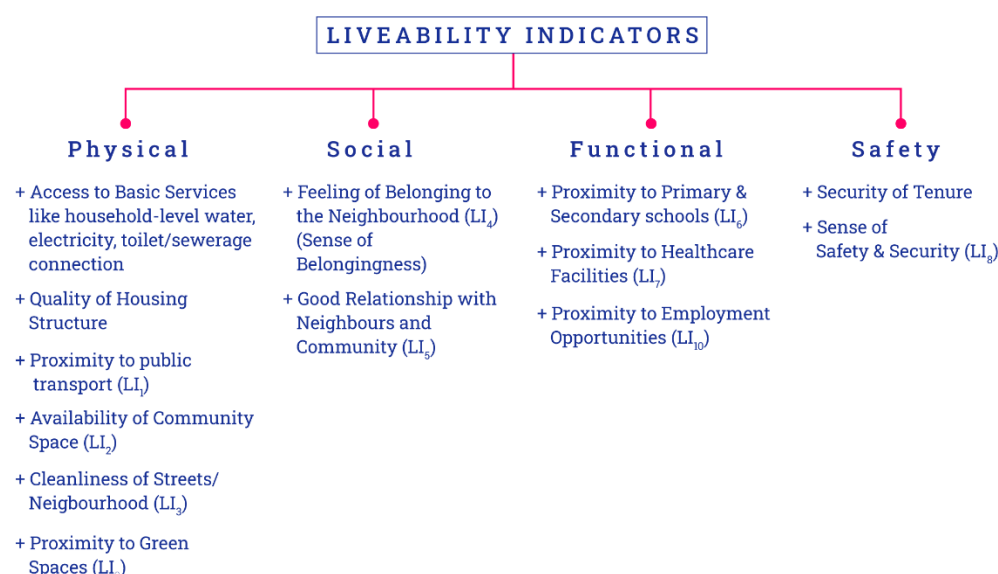 LIVEABILITY INDICATORS
Physical
+ Access to Basic Services
like household-level water,
electricity, toilet/sewerage
connection
+ Quality of Housing
Structure
+ Proximity to public
transport (LI₁)
+ Availability of Community
Space (LI₂)
+ Cleanliness of Streets/
Neigbourhood (LI₃)
+ Proximity to Green
Spaces (LI
Social
+ Feeling of Belonging to
the Neighbourhood (LI₄)
(Sense of
Belongingness)
+ Good Relationship with
Neighbours and
Community (LI₅)
Functional
+ Proximity to Primary &
Secondary schools (LI₆)
+ Proximity to Healthcare
Facilities (LI₇)
+ Proximity to Employment
Opportunities (LI₁₀)
Safety
+ Security of Tenure
+ Sense of
Safety & Security (LI₈)